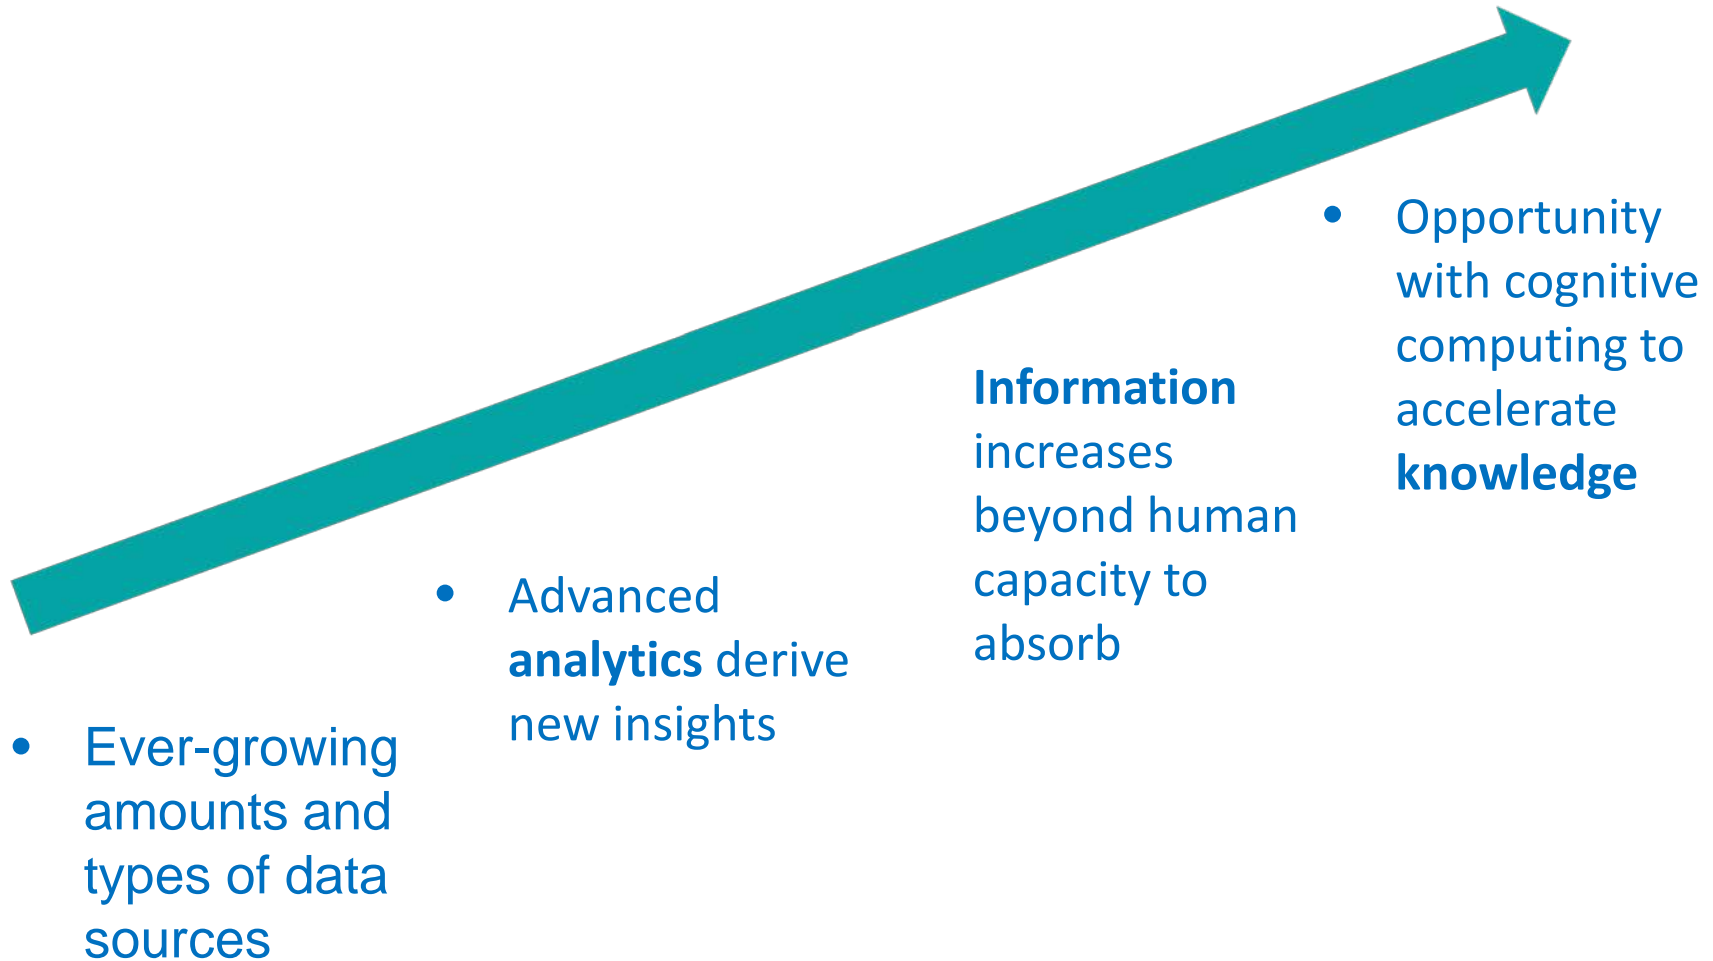 • Ever-growing
amounts and
types of data
sources
• Advanced
analytics derive
new insights
Information
increases
beyond human
capacity to
absorb
• Opportunity
with cognitive
computing to
accelerate
knowledge